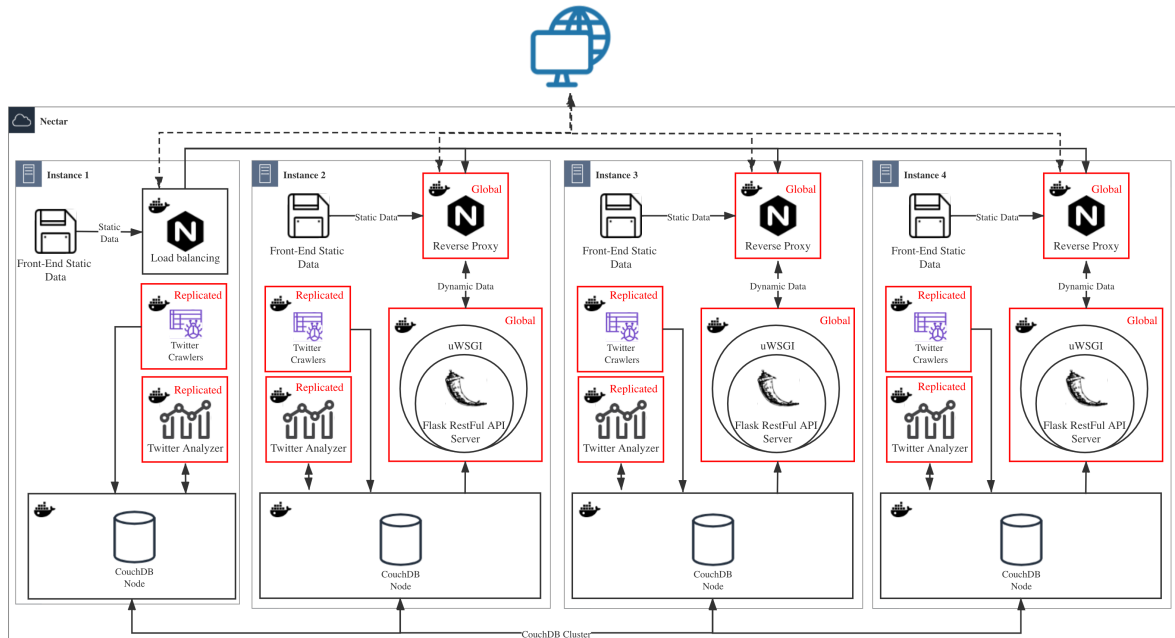 Nectar
Instance 1
Front-End Static
Data
Static
Data
N
Load balancing
Replicated
Twitter
Crawlers
Replicated
Twitter Analyzer
CouchDB
Node
Instance 2
Front-End Static
Data
Static Data
Global
N
Reverse Proxy
Dynamic Data
Replicated
Twitter
Crawlers
Replicated
Twitter Analyzer
Global
uWSGI
Flask RestFul API
Server
CouchDB
Node
Instance 3
Front-End Static
Data
Static Data
Global
N
Reverse Proxy
Dynamic Data
Replicated
Twitter
Crawlers
Replicated
Twitter Analyzer
Global
uWSGI
Flask RestFul API
Server
CouchDB
Node
Instance 4
Front-End Static
Data
Static Data
Global
N
Reverse Proxy
Dynamic Data
Replicated
Twitter
Crawlers
Replicated
Twitter Analyzer
Global
uWSGI
Flask RestFul API
Server
CouchDB
Node
CouchDB Cluster